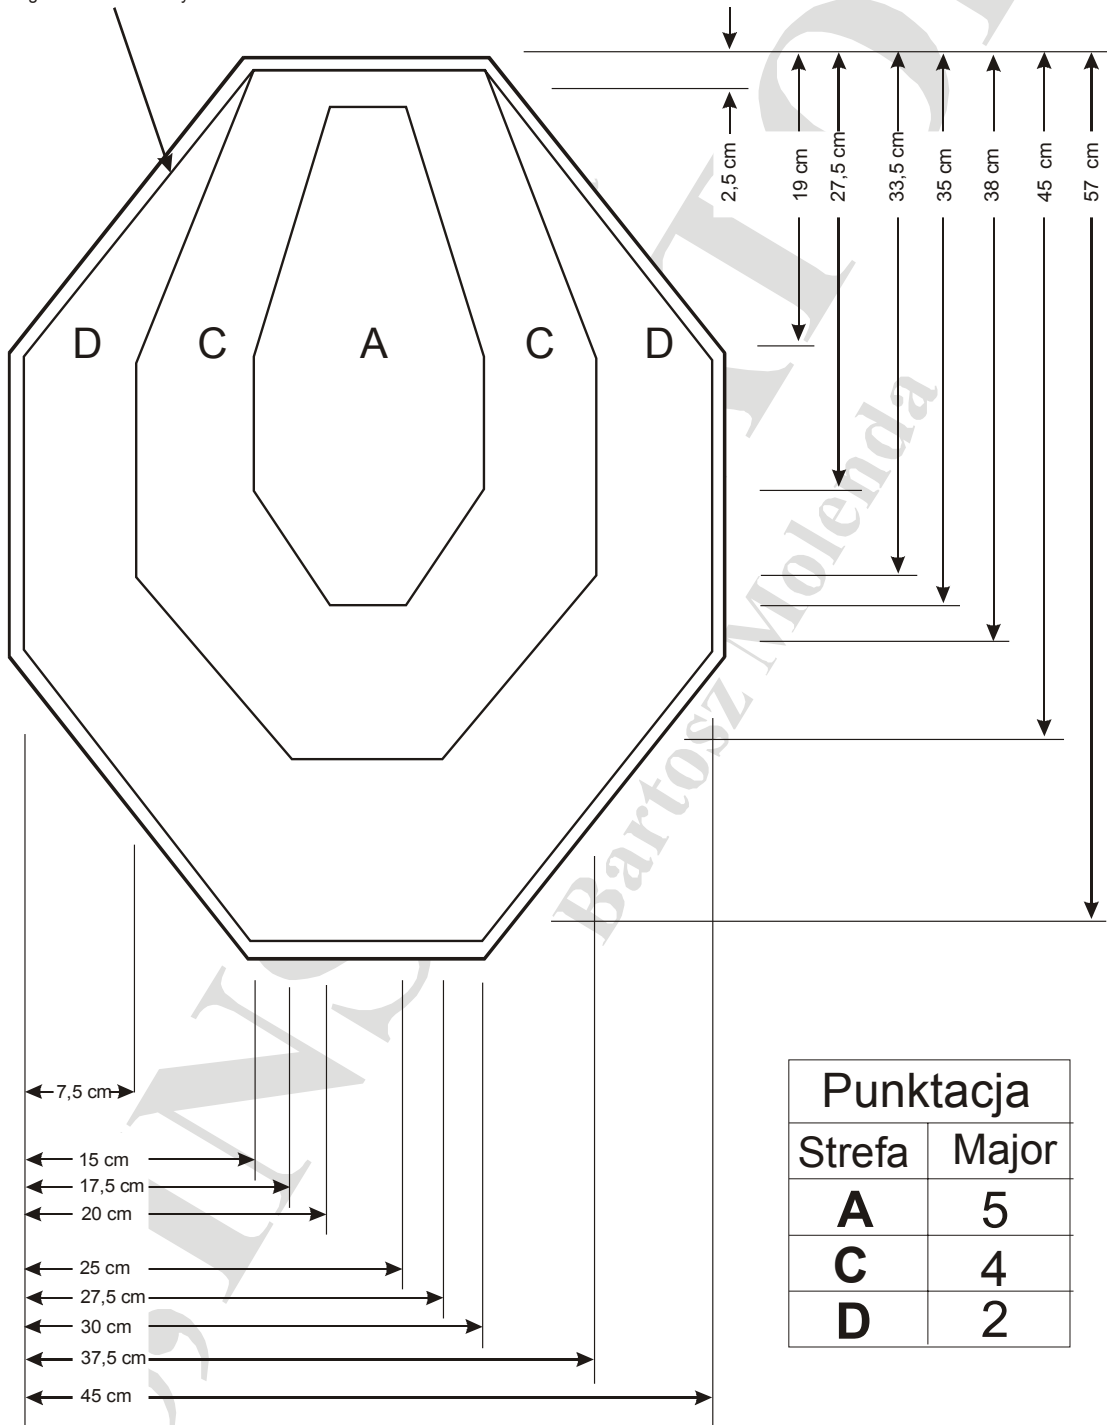 2,5 cm
19 cm
27,5 cm
33,5 cm
35 cm
38 cm
45 cm
57 cm
D C A C D
Bartosz Molenda
7,5 cm
15 cm
17,5 cm
20 cm
25 cm
27,5 cm
30 cm
37,5 cm
45 cm
Punktacja
Strefa Major
A 5
C 4
D 2